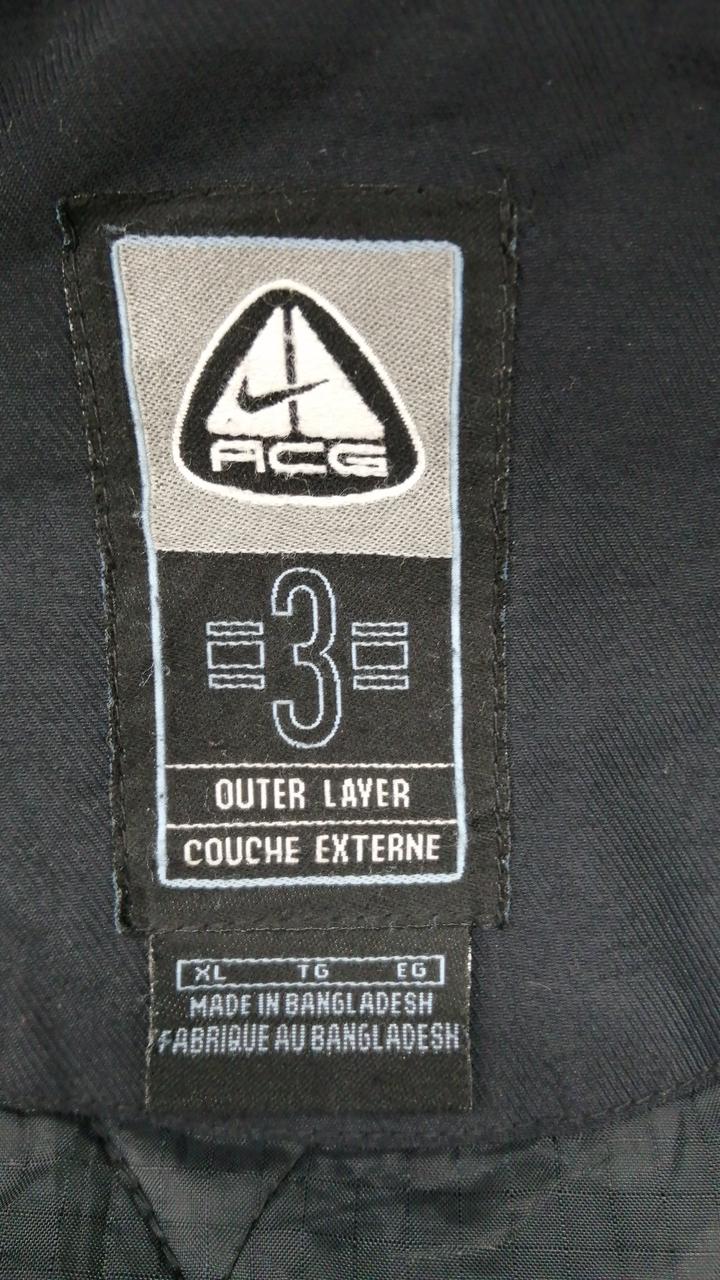 ACG
3
OUTER LAYER
COUCHE EXTERNE
XL TG EG
MADE IN BANGLADESH
FABRIQUE AU BANGLADESH